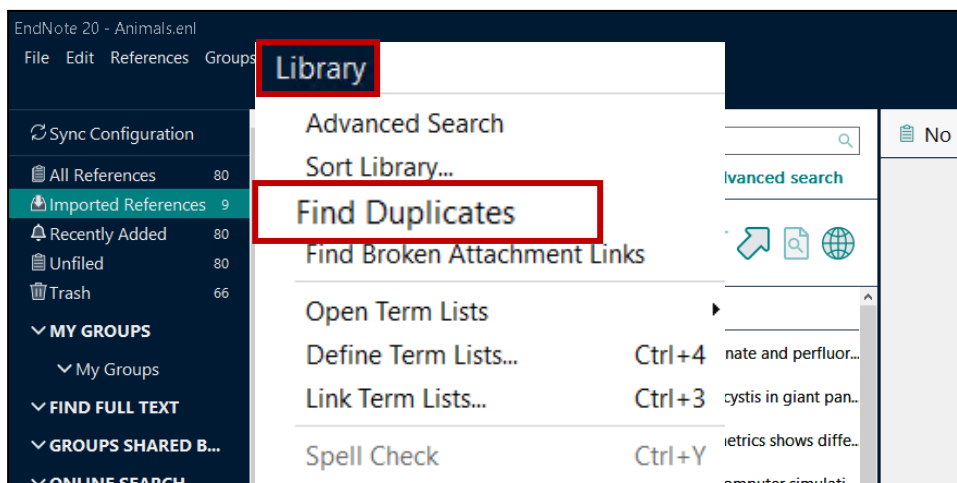 EndNote 20 - Animals.enl
File Edit References Groups
Library
Advanced Search
Sort Library...
Find Duplicates
Find Broken Attachment Links
Open Term Lists
Define Term Lists... Ctrl+4
Link Term Lists... Ctrl+3
Spell Check Ctrl+Y
Sync Configuration
All References 80
Imported References 9
Recently Added 80
Unfiled 80
Trash 66
MY GROUPS
My Groups
FIND FULL TEXT
GROUPS SHARED B...
ONLINE SEARCH
lvanced search
nate and perfluor...
cystis in giant pan...
etrics shows diffe...
omputer simulati...
No